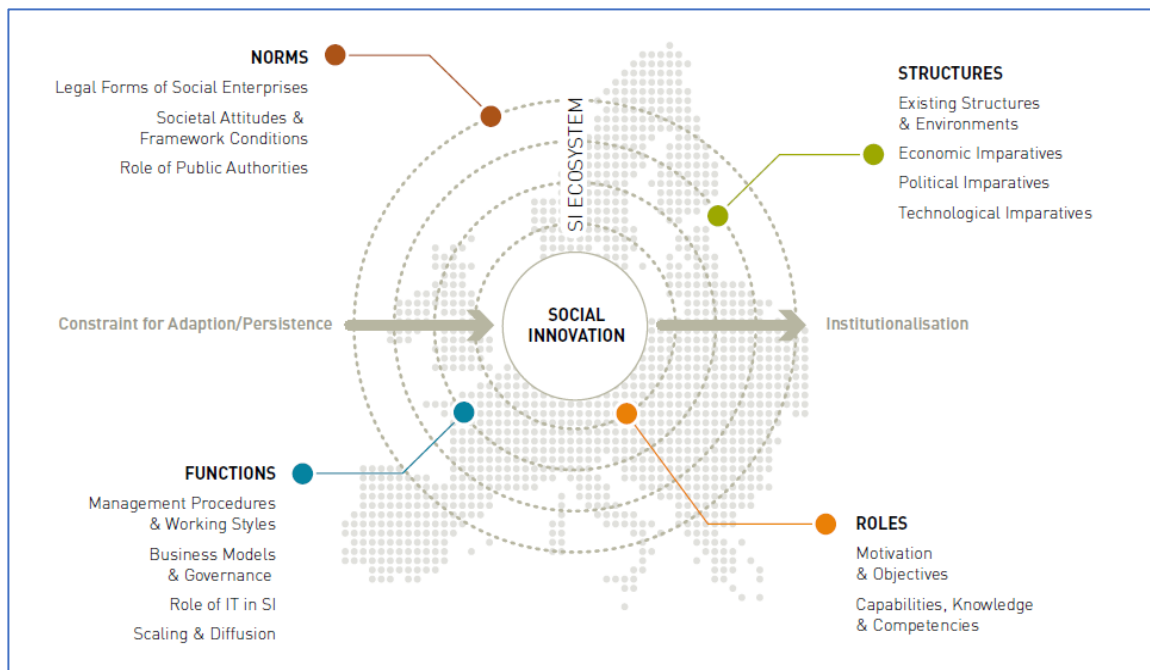 NORMS
Legal Forms of Social Enterprises
Societal Attitudes &
Framework Conditions
Role of Public Authorities
STRUCTURES
Existing Structures
& Environments
Economic Imparatives
Political Imparatives
Technological Imparatives
SI ECOSYSTEM
Constraint for Adaption/Persistence
SOCIAL
INNOVATION
Institutionalisation
FUNCTIONS
Management Procedures
& Working Styles
Business Models
& Governance
Role of IT in SI
Scaling & Diffusion
ROLES
Motivation
& Objectives
Capabilities, Knowledge
& Competencies